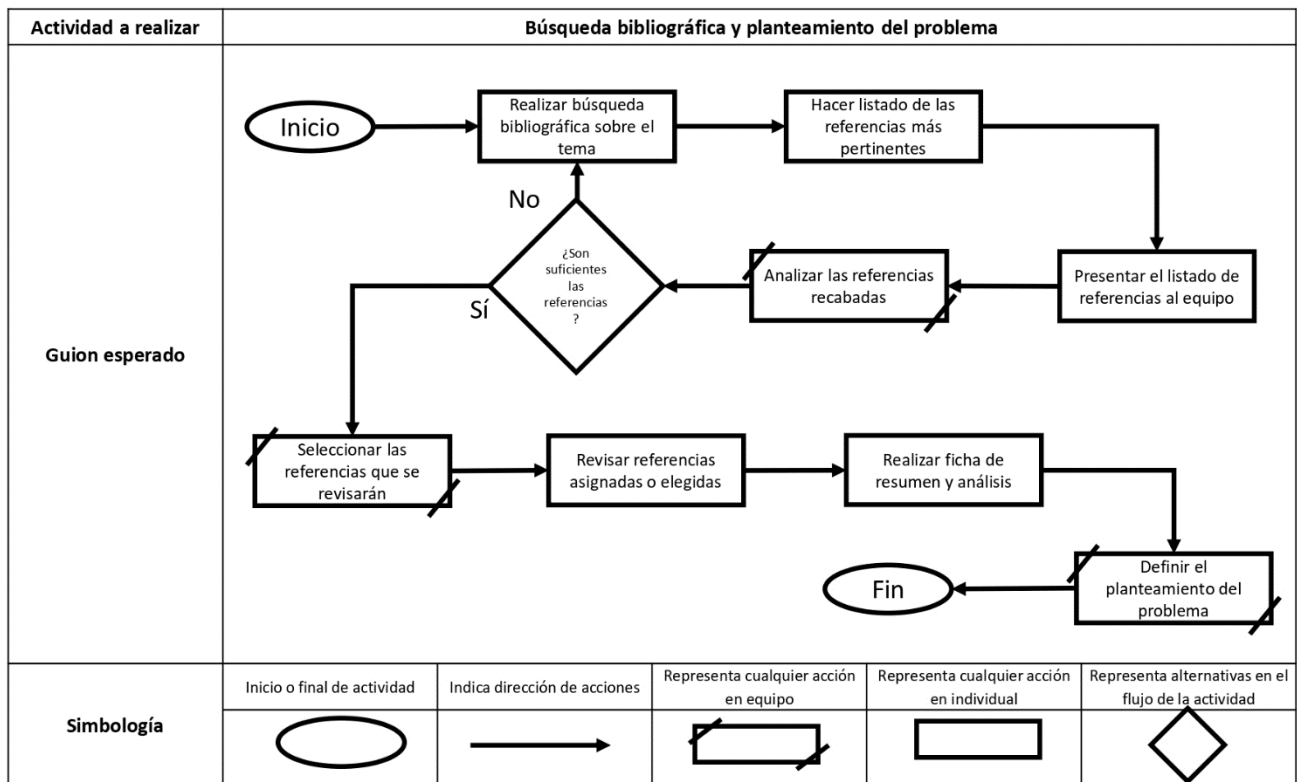 Actividad a realizar
Búsqueda bibliográfica y planteamiento del problema
Guion esperado
Inicio
Realizar búsqueda
bibliográfica sobre el
tema
Hacer listado de las
referencias más
pertinentes
No
¿Son
suficientes
las
referencias
?
Sí
Analizar las referencias
recabadas
Presentar el listado de
referencias al equipo
Seleccionar las
referencias que se
revisarán
Revisar referencias
asignadas o elegidas
Realizar ficha de
resumen y análisis
Fin
Definir el
planteamiento del
problema
Simbología
Inicio o final de actividad
Indica dirección de acciones
Representa cualquier acción
en equipo
Representa cualquier acción
en individual
Representa alternativas en el
flujo de la actividad